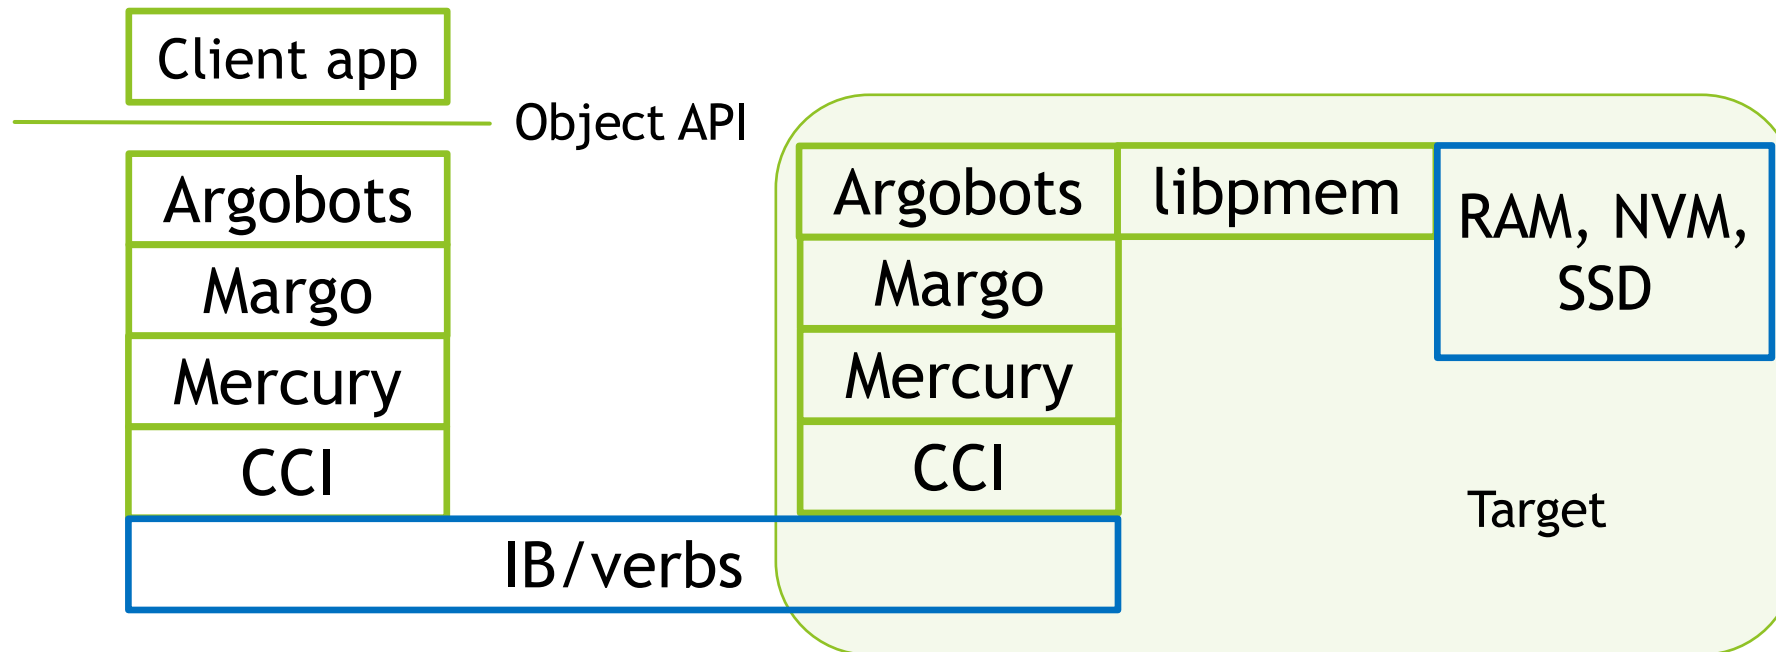 Client app
Object API
Argobots
Margo
Mercury
CCI
Argobots
libpmem
RAM, NVM,
SSD
Margo
Mercury
CCI
Target
IB/verbs